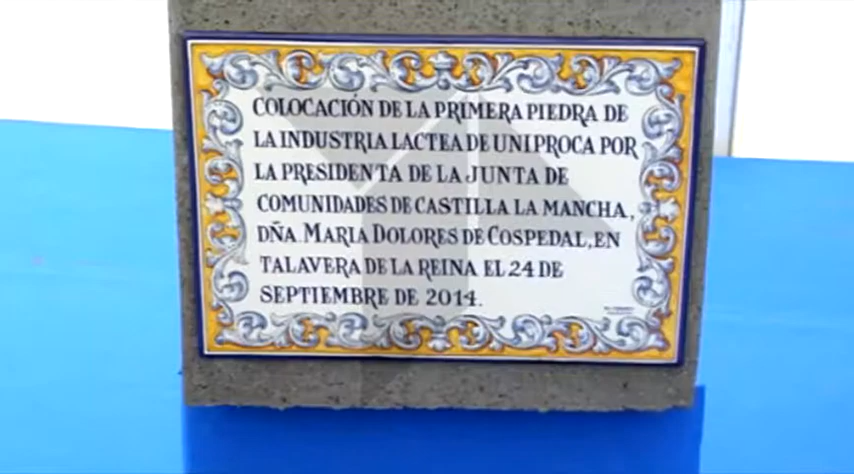 COLOCACIÓN DE LA PRIMERA PIEDRA DE
LA INDUSTRIA LACTEA DE UNIPROCA POR
LA PRESIDENTA DE LA JUNTA DE
COMUNIDADES DE CASTILLA LA MANCHA,
DÑA. MARIA DOLORES DE COSPEDAL, EN
TALAVERA DE LA REINA EL 24 DE
SEPTIEMBRE DE 2014.